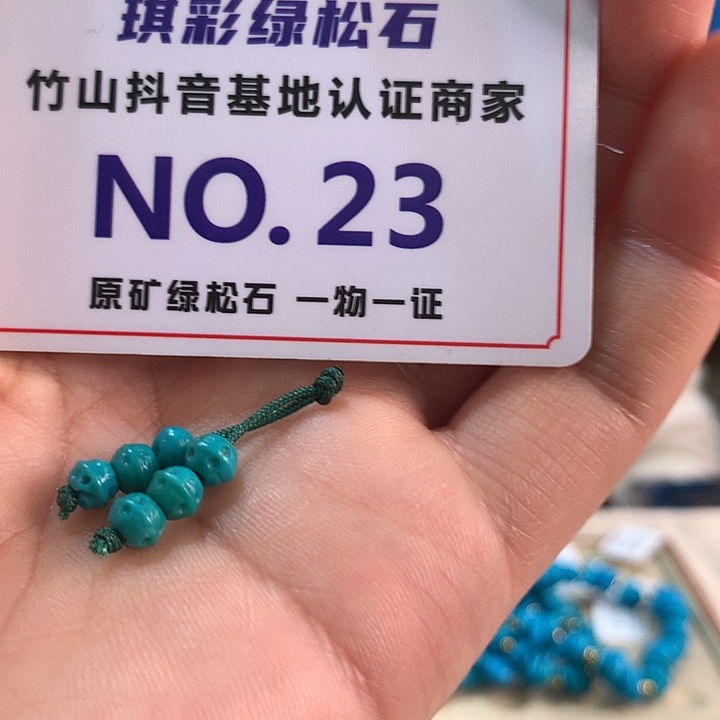 琪彩绿松石
竹山抖音基地认证商家
NO.23
原矿绿松石 一物一证